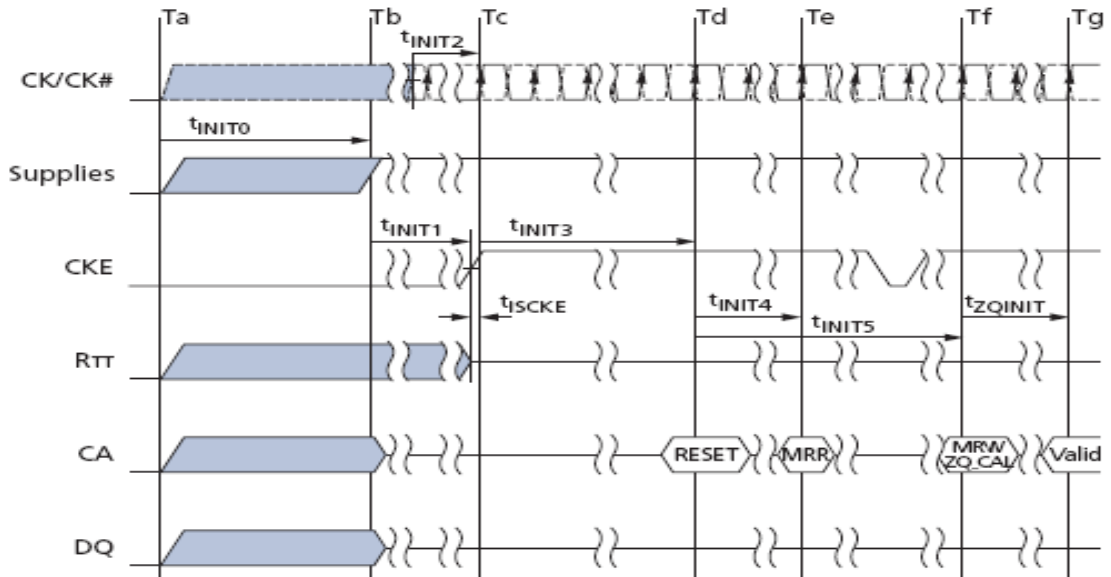 Ta Tb Tc Td Te Tf Tg
tINIT2
CK/CK#
tINIT0
Supplies
tINIT1 tINIT3
CKE
tISCKE tINIT4 tINIT5 tZQINIT
RTT
CA RESET MRR MRW ZQ_CAL Valid
DQ